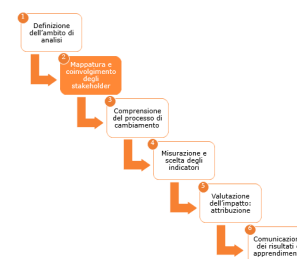 1
Definizione
dell'ambito di
analisi
2
Mappatura e
coinvolgimento
degli
stakeholder
3
Comprensione
del processo di
cambiamento
4
Misurazione e
scelta degli
indicatori
5
Valutazione
dell'impatto:
attribuzione
6
Comunicazion
dei risultati e
apprendimen